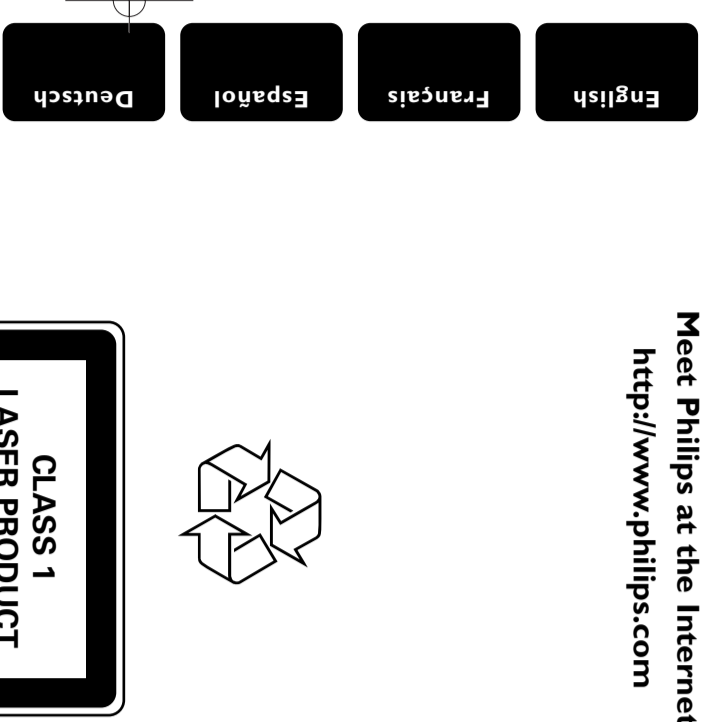 English
Français
Español
Deutsch
Meet Philips at the Internet
http://www.philips.com
CLASS 1
LASER PRODUCT